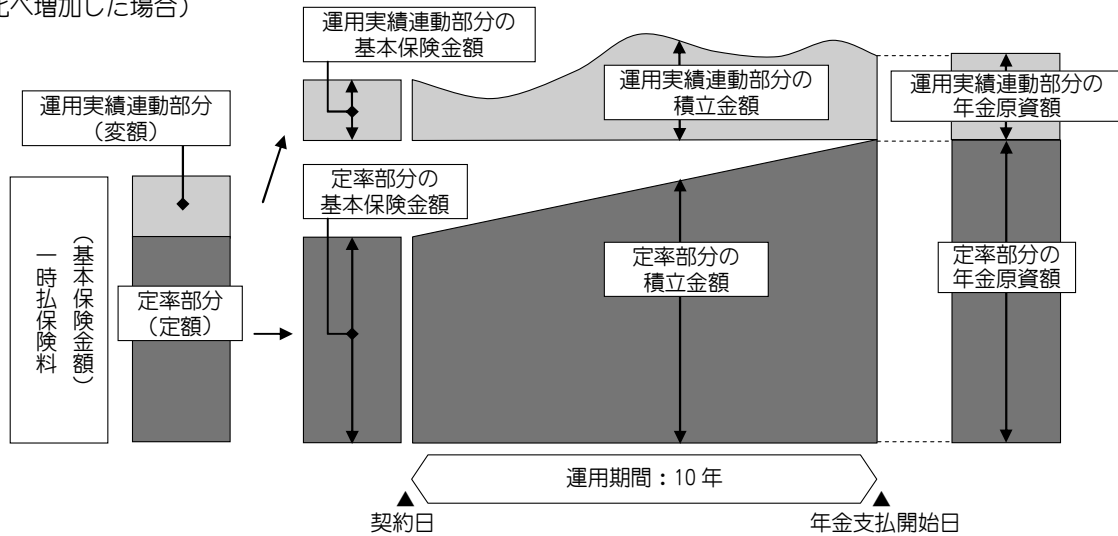 比べ増加した場合）
運用実績連動部分の
基本保険金額
運用実績連動部分
（変額）
運用実績連動部分の
積立金額
運用実績連動部分の
年金原資額
定率部分の
基本保険金額
（基本保険金額）
一時払保険料
定率部分
（定額）
定率部分の
積立金額
定率部分の
年金原資額
運用期間：10 年
▲
契約日
▲
年金支払開始日